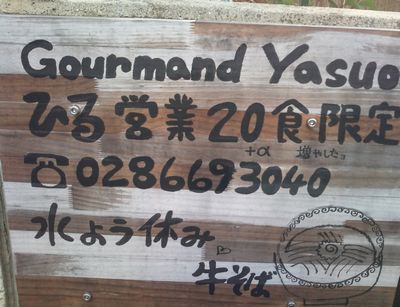 Gourmand Yasuo
ひる営業20食限定
+α 増やしたョ
☎0286693040
水ょう休み
牛そば